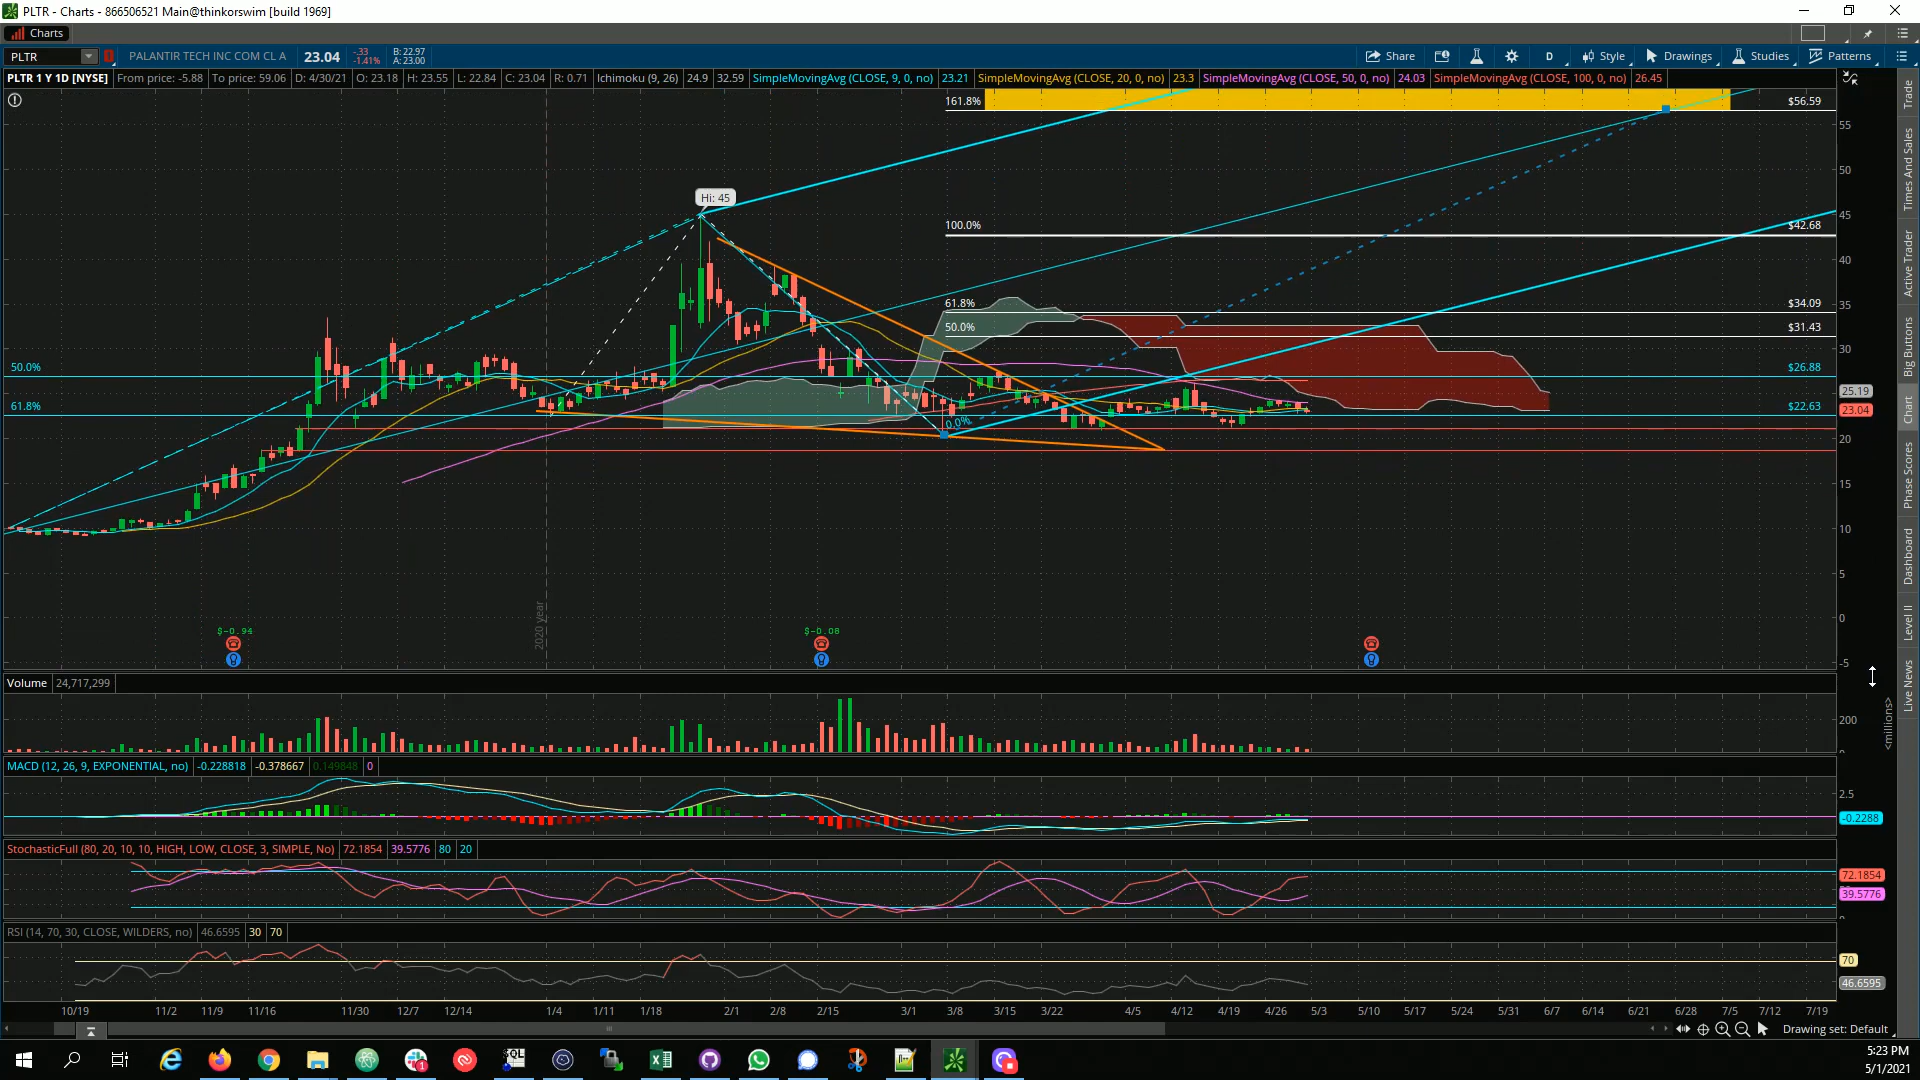 PLTR - Charts - 866506521 Main@thinkorswim [build 1969]
Charts
PLTR PALANTIR TECH INC COM CL A 23.04 -.33 -1.41% B: 22.97 A: 23.00 Share D Style Drawings Studies Patterns
PLTR 1 Y 1D [NYSE] From price: -5.88 To price: 59.06 D: 4/30/21 O: 23.18 H: 23.55 L: 22.84 C: 23.04 R: 0.71 Ichimoku (9, 26) 24.9 32.59 SimpleMovingAvg (CLOSE, 9, 0, no) 23.21 SimpleMovingAvg (CLOSE, 20, 0, no) 23.3 SimpleMovingAvg (CLOSE, 50, 0, no) 24.03 SimpleMovingAvg (CLOSE, 100, 0, no) 26.45
161.8% $56.59
55
50
Hi: 45
45
100.0% $42.68
40
35
61.8% $34.09
50.0% $31.43
30
50.0% $26.88
25.19
61.8% $22.63
23.04
0.0%
20
15
10
5
0
-5
2020 year
$-0.94 $-0.08
Trade
Times And Sales
Active Trader
Big Buttons
Chart
Phase Scores
Dashboard
Level II
Live News
Volume 24,717,299
200
<millions>
0
MACD (12, 26, 9, EXPONENTIAL, no) -0.228818 -0.378667 0.149848 0
2.5
-0.2288
StochasticFull (80, 20, 10, 10, HIGH, LOW, CLOSE, 3, SIMPLE, No) 72.1854 39.5776 80 20
72.1854
39.5776
RSI (14, 70, 30, CLOSE, WILDERS, no) 46.6595 30 70
70
46.6595
10/19 11/2 11/9 11/16 11/30 12/7 12/14 1/4 1/11 1/18 2/1 2/8 2/15 3/1 3/8 3/15 3/22 4/5 4/12 4/19 4/26 5/3 5/10 5/17 5/24 5/31 6/7 6/14 6/21 6/28 7/5 7/12 7/19
Drawing set: Default
5:23 PM
5/1/2021